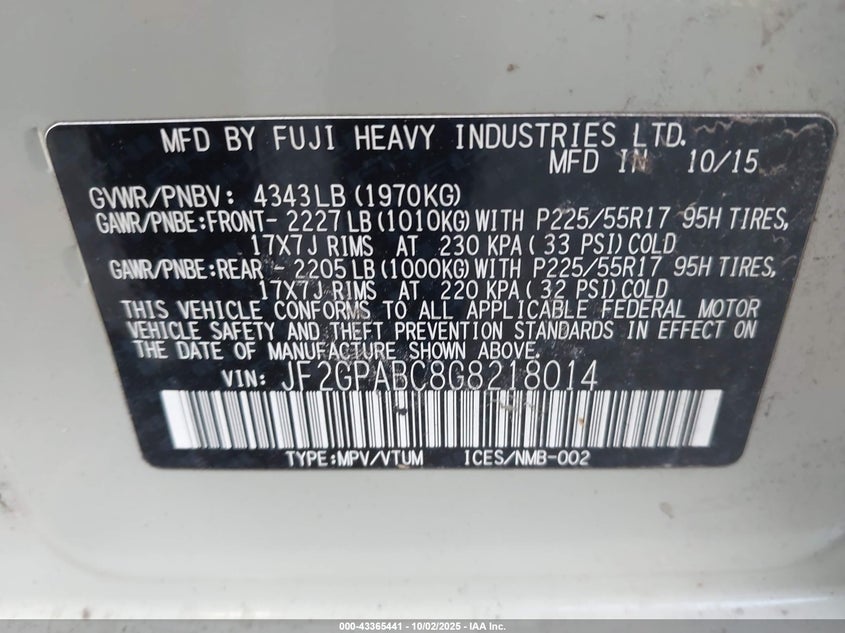 MFD BY FUJI HEAVY INDUSTRIES LTD.
MFD IN 10/15
GVWR/PNBV: 4343LB (1970KG)
GAWR/PNBE:FRONT- 2227LB (1010KG) WITH P225/55R17 95H TIRES,
17X7J RIMS AT 230 KPA( 33 PSI) COLD
GAWR/PNBE:REAR - 2205LB (1000KG) WITH P225/55R17 95H TIRES,
17X7J RIMS AT 220 KPA( 32 PSI) COLD
THIS VEHICLE CONFORMS TO ALL APPLICABLE FEDERAL MOTOR
VEHICLE SAFETY AND THEFT PREVENTION STANDARDS IN EFFECT ON
THE DATE OF MANUFACTURE SHOWN ABOVE.
VIN: JF2GPABC8G8218014
TYPE:MPV/VTUM ICES/NMB-002
000-43365441 - 10/02/2025 - IAA Inc.